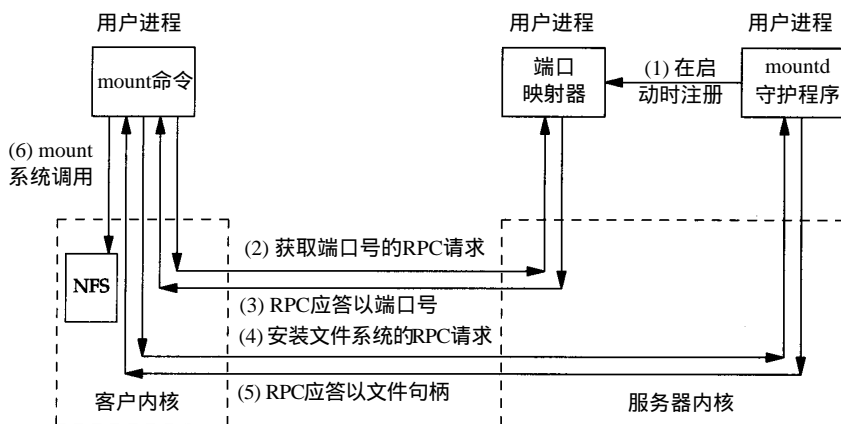 用户进程
用户进程
用户进程
mount命令
端口
映射器
(1) 在启
动时注册
mountd
守护程序
(6) mount
系统调用
(2) 获取端口号的RPC请求
NFS
(3) RPC应答以端口号
(4) 安装文件系统的RPC请求
(5) RPC应答以文件句柄
客户内核
服务器内核